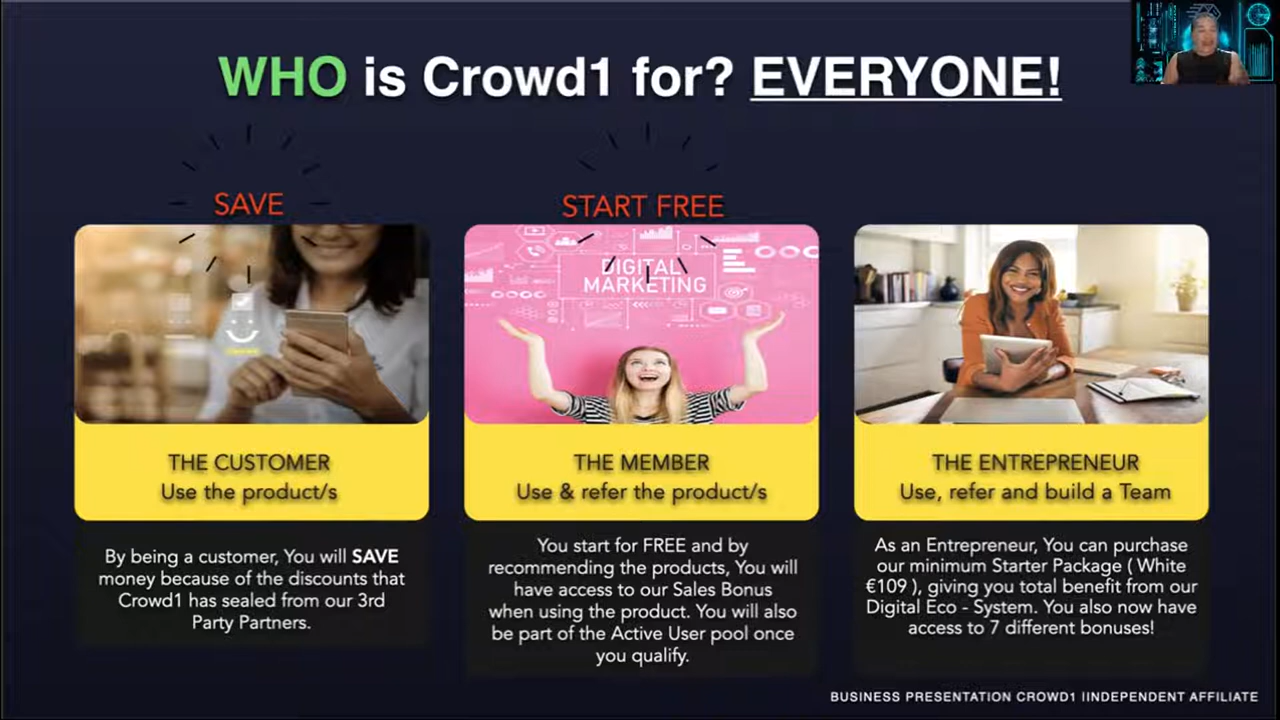 WHO is Crowd1 for? EVERYONE!
SAVE
START FREE
DIGITAL
MARKETING
THE CUSTOMER
Use the product/s
THE MEMBER
Use & refer the product/s
THE ENTREPRENEUR
Use, refer and build a Team
By being a customer, You will SAVE
money because of the discounts that
Crowd1 has sealed from our 3rd
Party Partners.
You start for FREE and by
recommending the products, You will
have access to our Sales Bonus
when using the product. You will also
be part of the Active User pool once
you qualify.
As an Entrepreneur, You can purchase
our minimum Starter Package ( White
€109 ), giving you total benefit from our
Digital Eco - System. You also now have
access to 7 different bonuses!
BUSINESS PRESENTATION CROWD1 IINDEPENDENT AFFILIATE